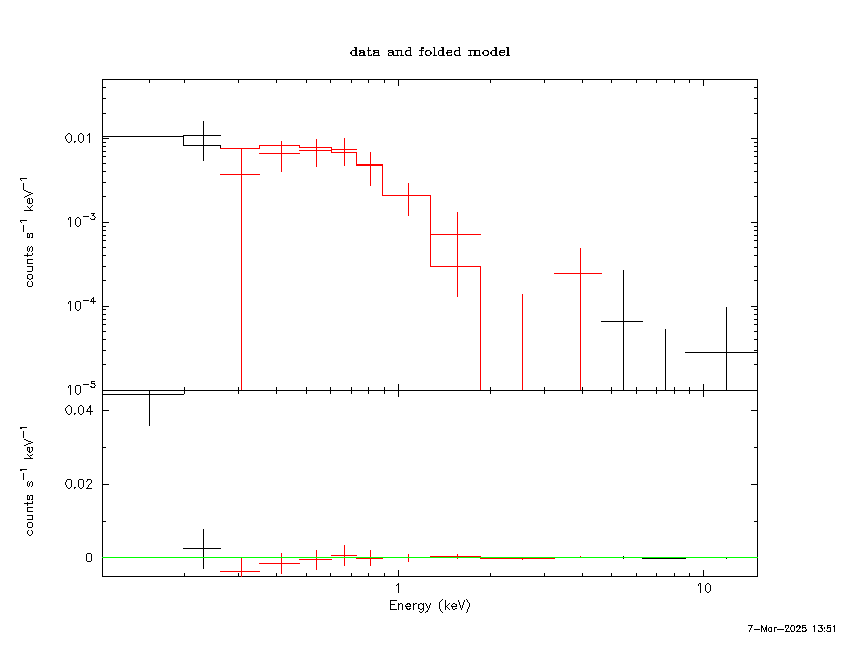 data and folded model
0.01
10−3
10−4
10−5
counts s−1 keV−1
0.04
0.02
0
counts s−1 keV−1
1
10
Energy (keV)
7−Mar−2025 13:51